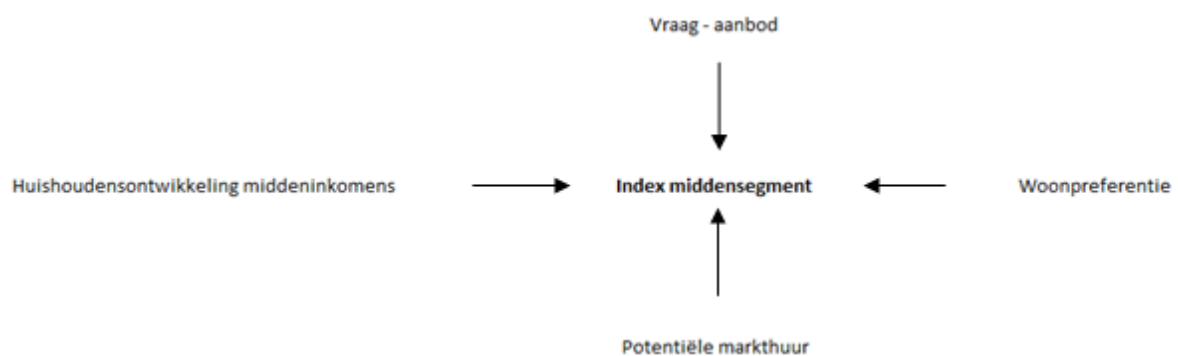 Vraag - aanbod
Huishoudensontwikkeling middeninkomens
Index middensegment
Woonpreferentie
Potentiële markthuur